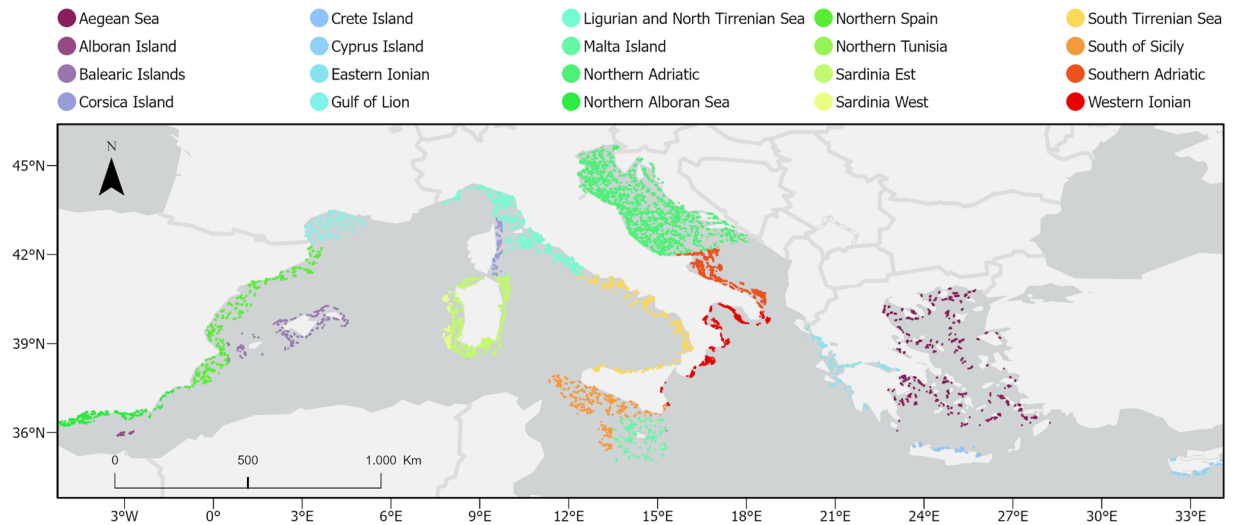 Aegean Sea Crete Island Ligurian and North Tirrenian Sea Northern Spain South Tirrenian Sea
Alboran Island Cyprus Island Malta Island Northern Tunisia South of Sicily
Balearic Islands Eastern Ionian Northern Adriatic Sardinia Est Southern Adriatic
Corsica Island Gulf of Lion Northern Alboran Sea Sardinia West Western Ionian
N
45°N
42°N
39°N
36°N
0 500 1.000 Km
3°W 0° 3°E 6°E 9°E 12°E 15°E 18°E 21°E 24°E 27°E 30°E 33°E